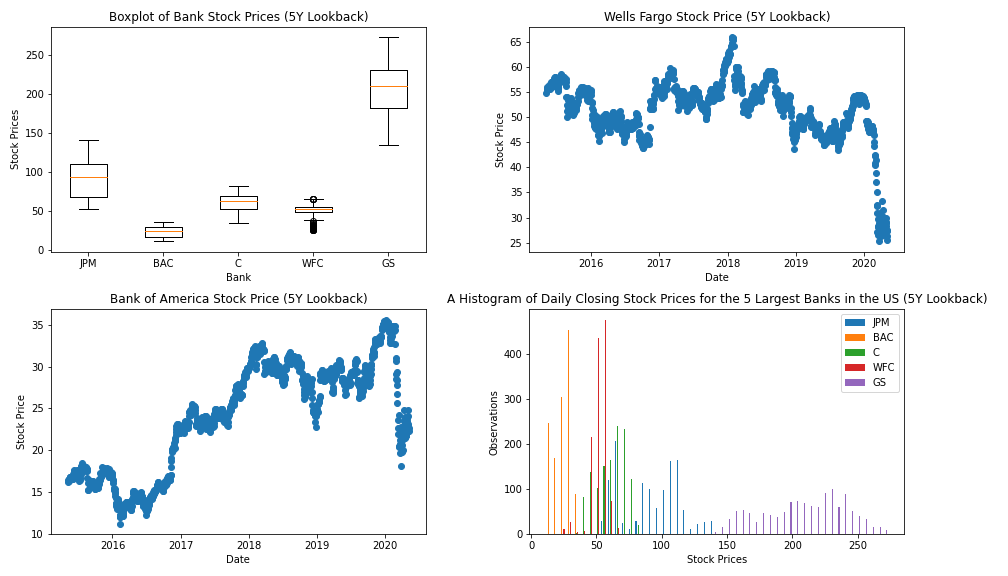 Boxplot of Bank Stock Prices (5Y Lookback)
Stock Prices
250
200
150
100
50
0
JPM BAC C WFC GS
Bank
Wells Fargo Stock Price (5Y Lookback)
Stock Price
65
60
55
50
45
40
35
30
25
2016 2017 2018 2019 2020
Date
Bank of America Stock Price (5Y Lookback)
Stock Price
35
30
25
20
15
10
2016 2017 2018 2019 2020
Date
A Histogram of Daily Closing Stock Prices for the 5 Largest Banks in the US (5Y Lookback)
Observations
400
300
200
100
0
JPM
BAC
C
WFC
GS
0 50 100 150 200 250
Stock Prices